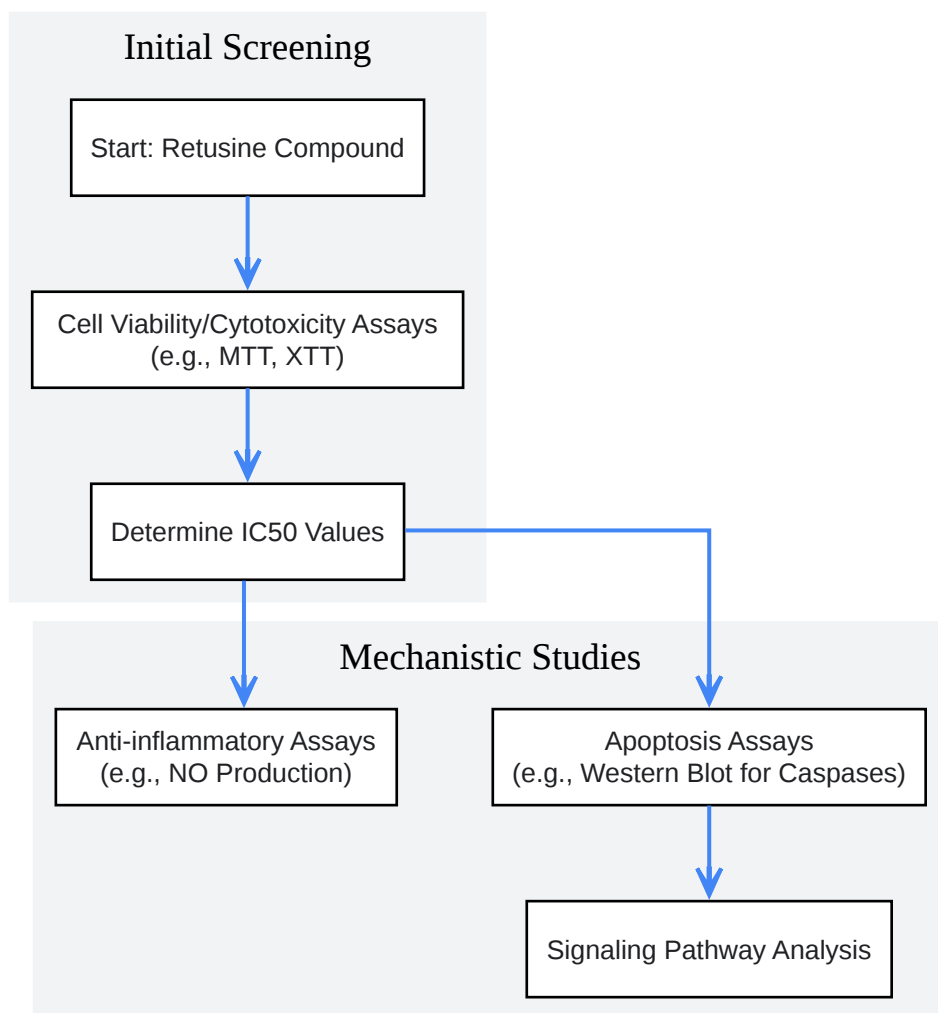 Initial Screening
Start: Retusine Compound
Cell Viability/Cytotoxicity Assays
(e.g., MTT, XTT)
Determine IC50 Values
Mechanistic Studies
Anti-inflammatory Assays
(e.g., NO Production)
Apoptosis Assays
(e.g., Western Blot for Caspases)
Signaling Pathway Analysis